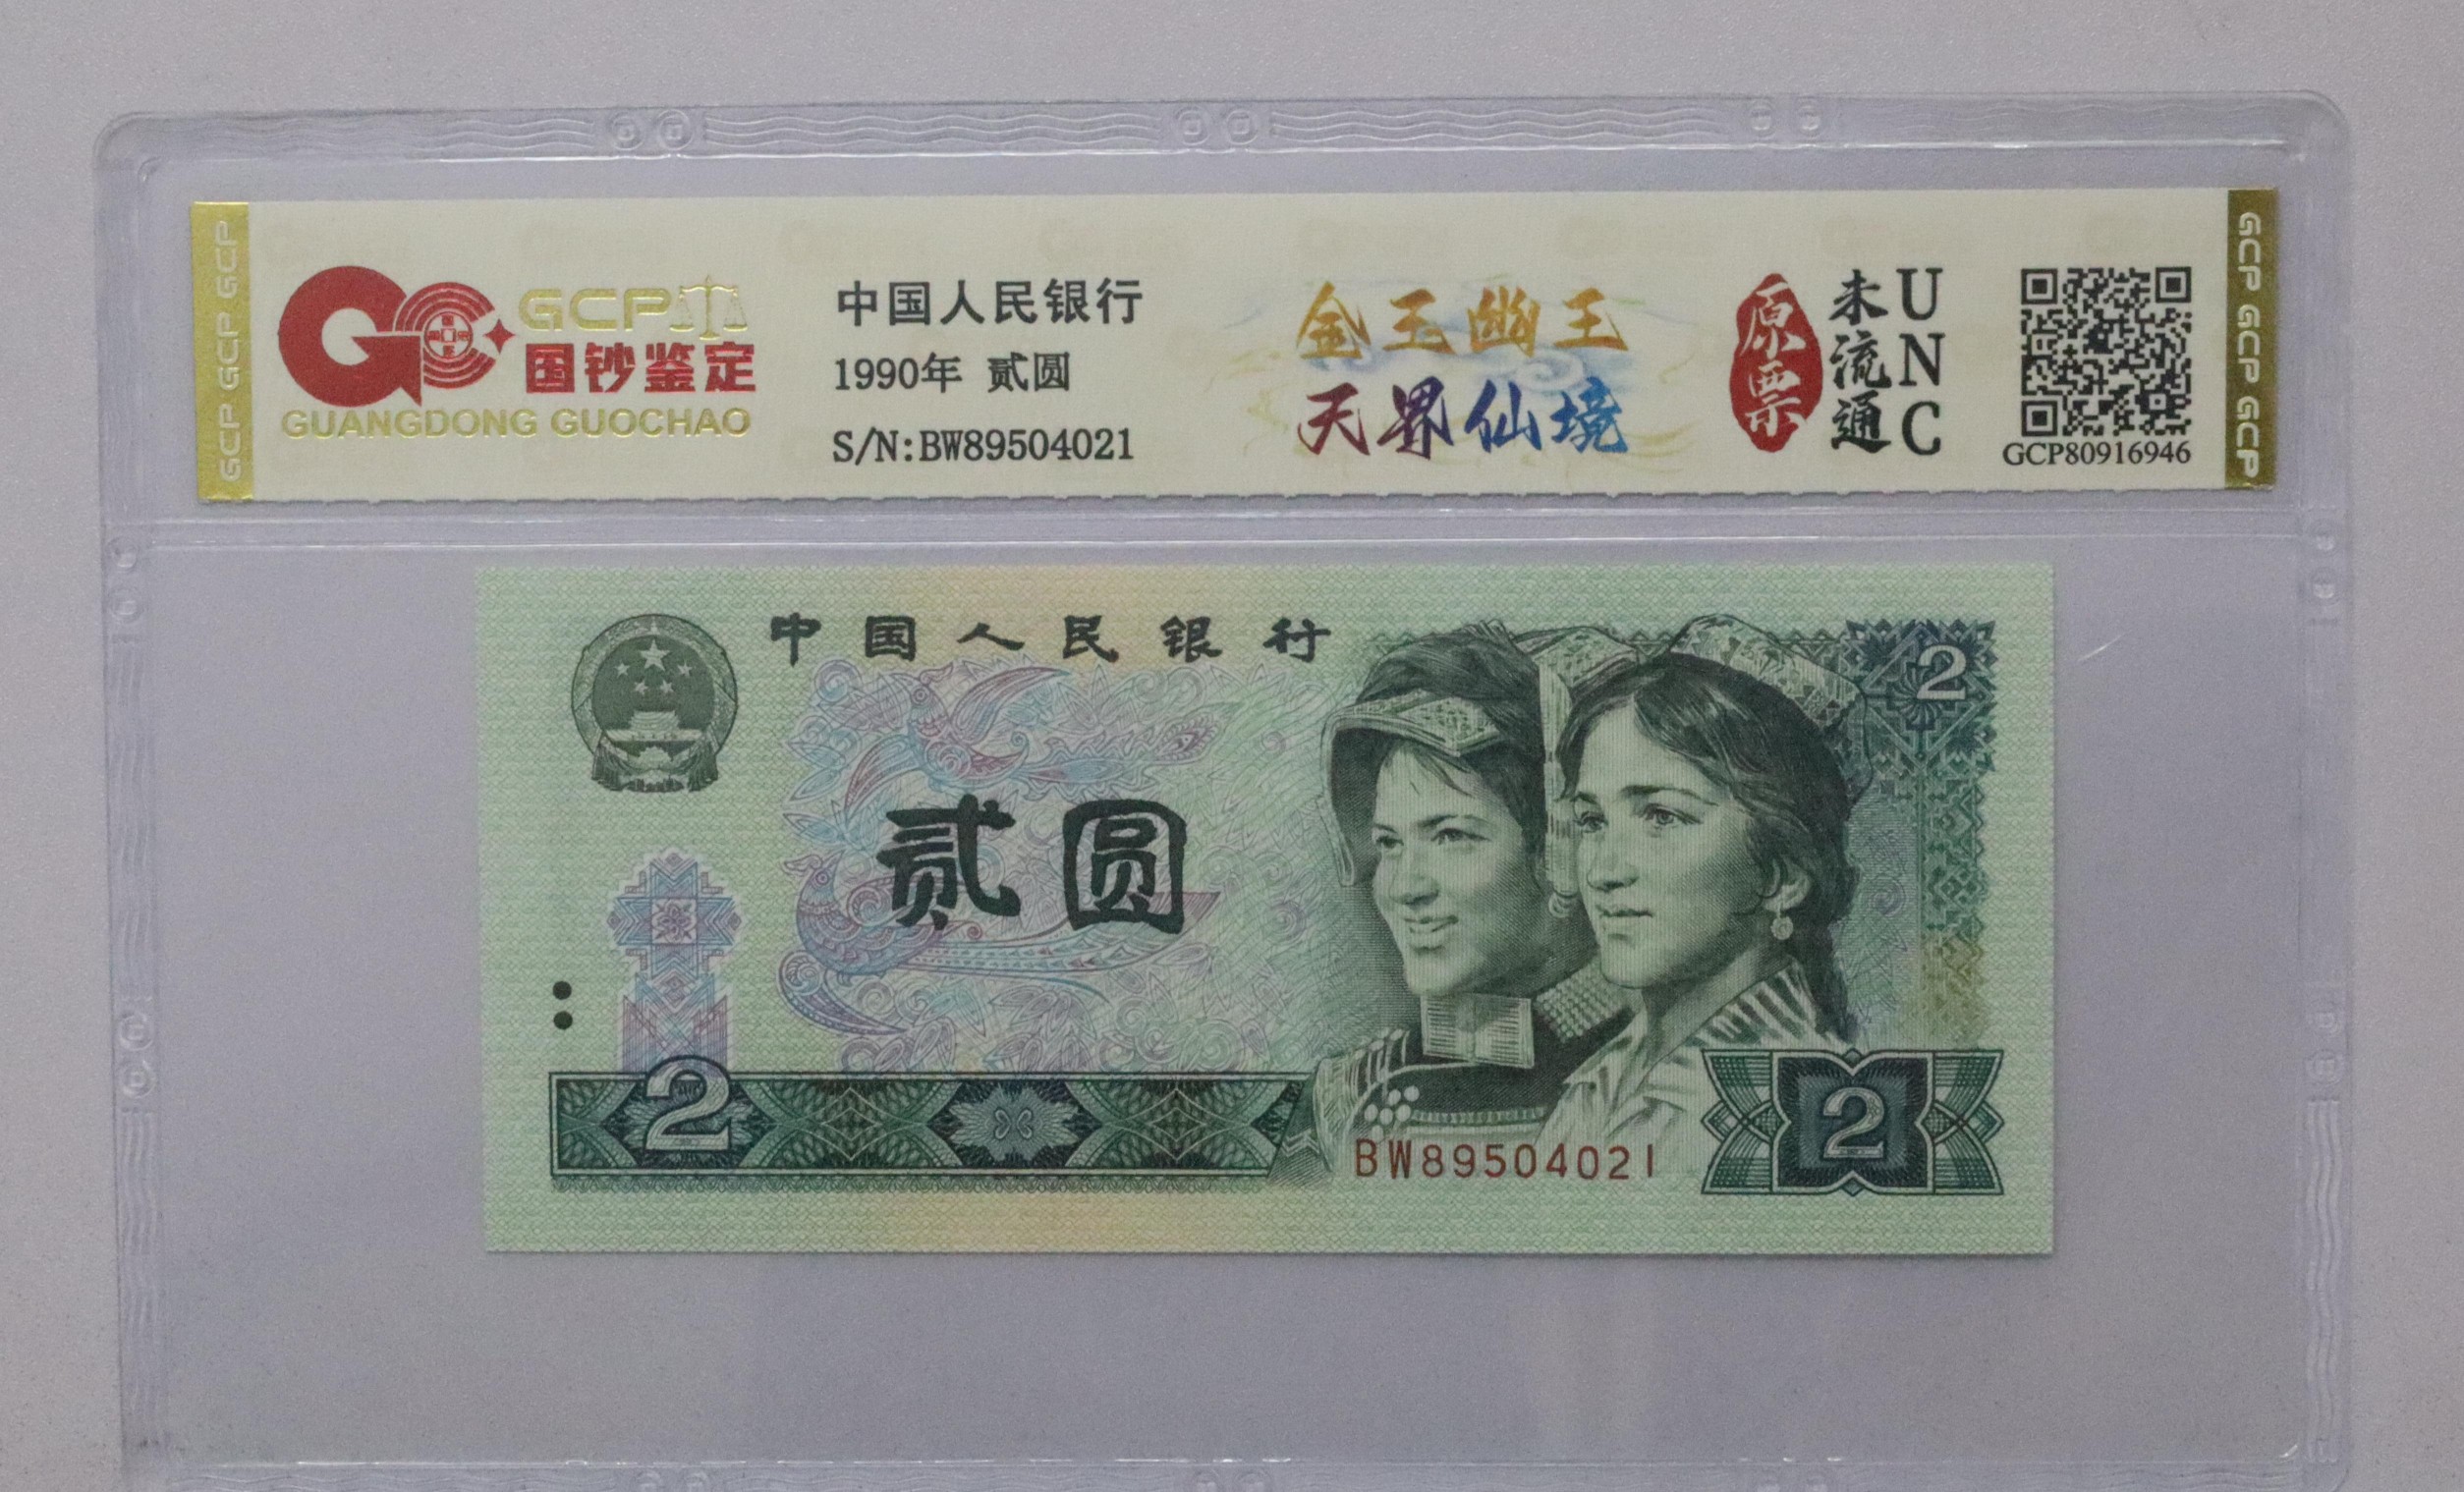 GCP GCP GCP
GCP
国钞鉴定
GUANGDONG GUOCHAO
中国人民银行
1990年 贰圆
S/N:BW89504021
金玉幽王
天界仙境
原票
未流通
UNC
GCP80916946
GCP GCP GCP
中国人民银行
2
贰圆
2
BW89504021
2